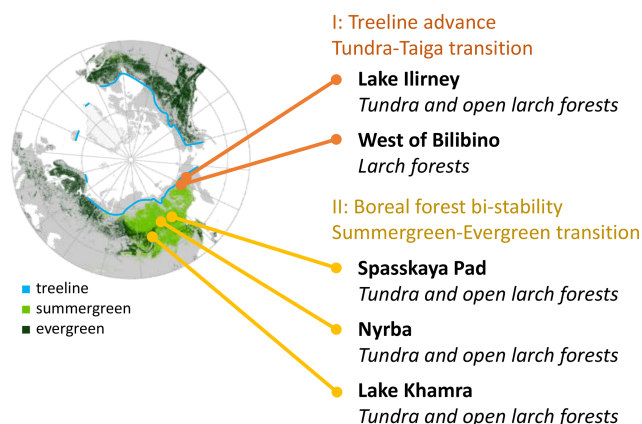 I: Treeline advance
Tundra-Taiga transition
Lake Ilirney
Tundra and open larch forests
West of Bilibino
Larch forests
II: Boreal forest bi-stability
Summergreen-Evergreen transition
Spasskaya Pad
Tundra and open larch forests
Nyrba
Tundra and open larch forests
Lake Khamra
Tundra and open larch forests
treeline
summergreen
evergreen